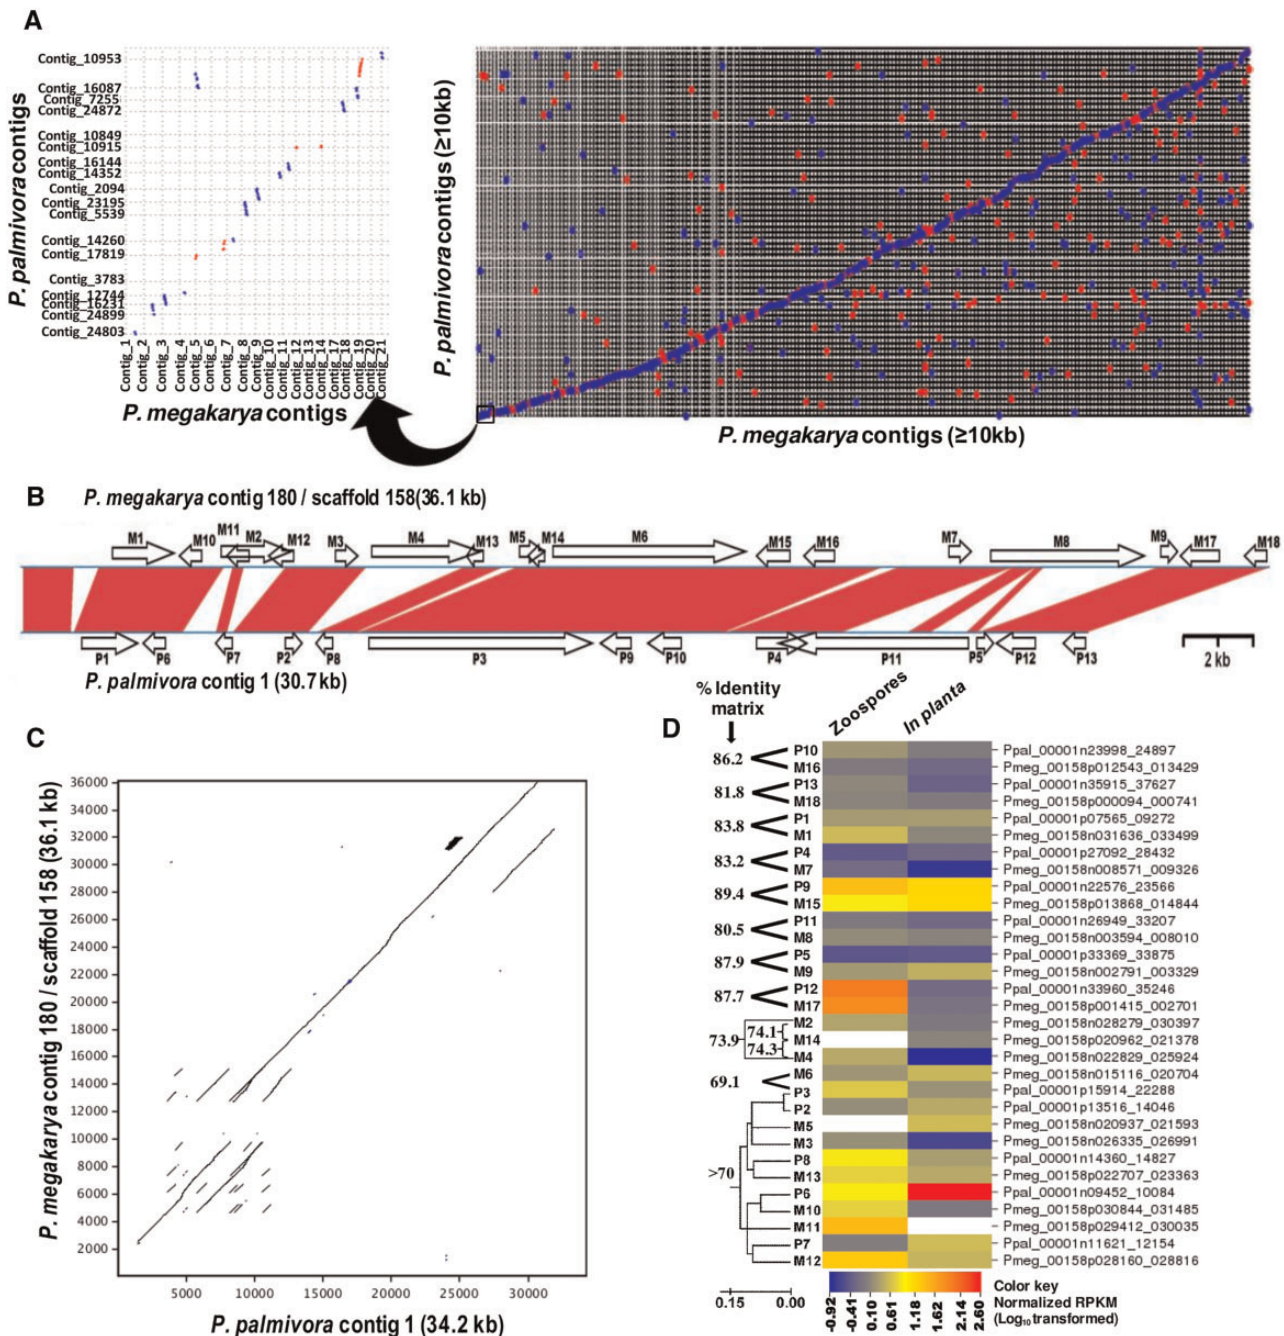 A
P. palmivora contigs
Contig_10953
Contig_16087
Contig_7255
Contig_24872
Contig_10849
Contig_10915
Contig_16144
Contig_14352
Contig_2094
Contig_23195
Contig_5539
Contig_14260
Contig_17819
Contig_3783
Contig_12744
Contig_16231
Contig_24899
Contig_24803
Contig_1
Contig_2
Contig_3
Contig_4
Contig_5
Contig_6
Contig_7
Contig_8
Contig_9
Contig_10
Contig_11
Contig_12
Contig_13
Contig_14
Contig_17
Contig_18
Contig_19
Contig_20
Contig_21
P. megakarya contigs
P. palmivora contigs (≥10kb)
P. megakarya contigs (≥10kb)
B
P. megakarya contig 180 / scaffold 158(36.1 kb)
M1
M10
M11
M2
M12
M3
M4
M13
M5
M14
M6
M15
M16
M7
M8
M9
M17
M18
P1
P6
P7
P2
P8
P3
P9
P10
P4
P11
P5
P12
P13
2 kb
P. palmivora contig 1 (30.7kb)
C
P. megakarya contig 180 / scaffold 158 (36.1 kb)
36000
34000
32000
30000
28000
26000
24000
22000
20000
18000
16000
14000
12000
10000
8000
6000
4000
2000
5000
10000
15000
20000
25000
30000
P. palmivora contig 1 (34.2 kb)
D
% Identity
matrix
Zoospores
In planta
86.2
81.8
83.8
83.2
89.4
80.5
87.9
87.7
73.9
74.1
74.3
69.1
>70
P10 Ppal_00001n23998_24897
M16 Pmeg_00158p012543_013429
P13 Ppal_00001n35915_37627
M18 Pmeg_00158p000094_000741
P1 Ppal_00001p07565_09272
M1 Pmeg_00158n031636_033499
P4 Ppal_00001p27092_28432
M7 Pmeg_00158n008571_009326
P9 Ppal_00001n22576_23566
M15 Pmeg_00158p013868_014844
P11 Ppal_00001n26949_33207
M8 Pmeg_00158n003594_008010
P5 Ppal_00001p33369_33875
M9 Pmeg_00158n002791_003329
P12 Ppal_00001n33960_35246
M17 Pmeg_00158p001415_002701
M2 Pmeg_00158n028279_030397
M14 Pmeg_00158p020962_021378
M4 Pmeg_00158n022829_025924
M6 Pmeg_00158n015116_020704
P3 Ppal_00001p15914_22288
P2 Ppal_00001p13516_14046
M5 Pmeg_00158n020937_021593
M3 Pmeg_00158n026335_026991
P8 Ppal_00001n14360_14827
M13 Pmeg_00158p022707_023363
P6 Ppal_00001n09452_10084
M10 Pmeg_00158p030844_031485
M11 Pmeg_00158p029412_030035
P7 Ppal_00001n11621_12154
M12 Pmeg_00158p028160_028816
0.15
0.00
-0.92
-0.41
0.10
0.61
1.18
1.62
2.14
2.60
Color key
Normalized RPKM
(Log10 transformed)